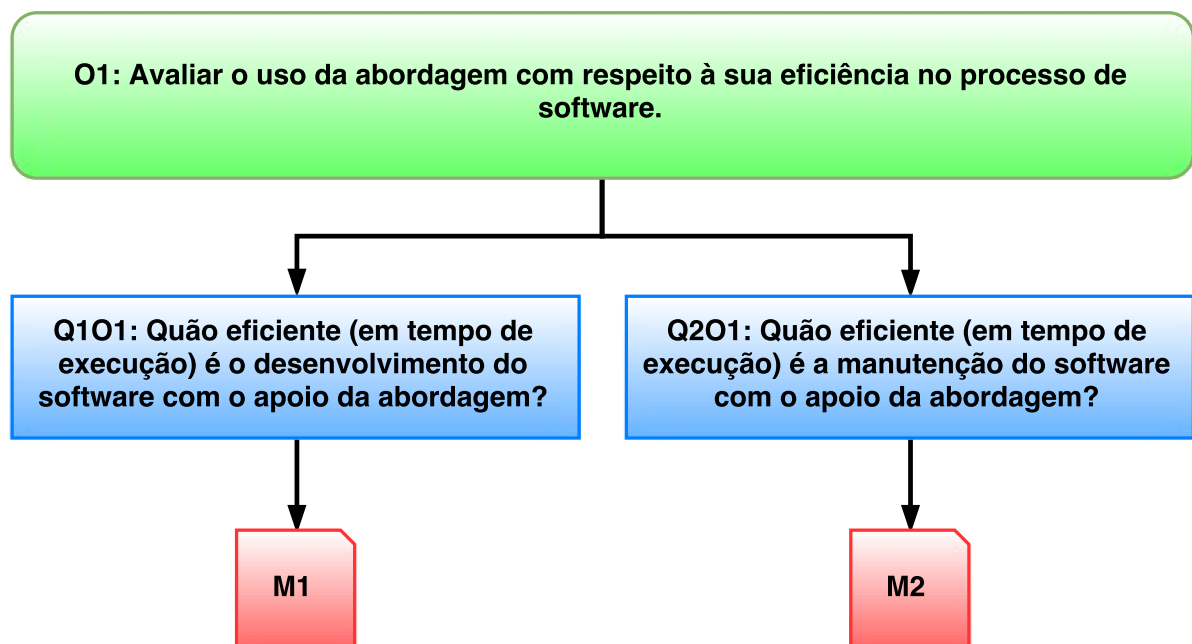 O1: Avaliar o uso da abordagem com respeito à sua eficiência no processo de
software.
Q1O1: Quão eficiente (em tempo de
execução) é o desenvolvimento do
software com o apoio da abordagem?
Q2O1: Quão eficiente (em tempo de
execução) é a manutenção do software
com o apoio da abordagem?
M1
M2